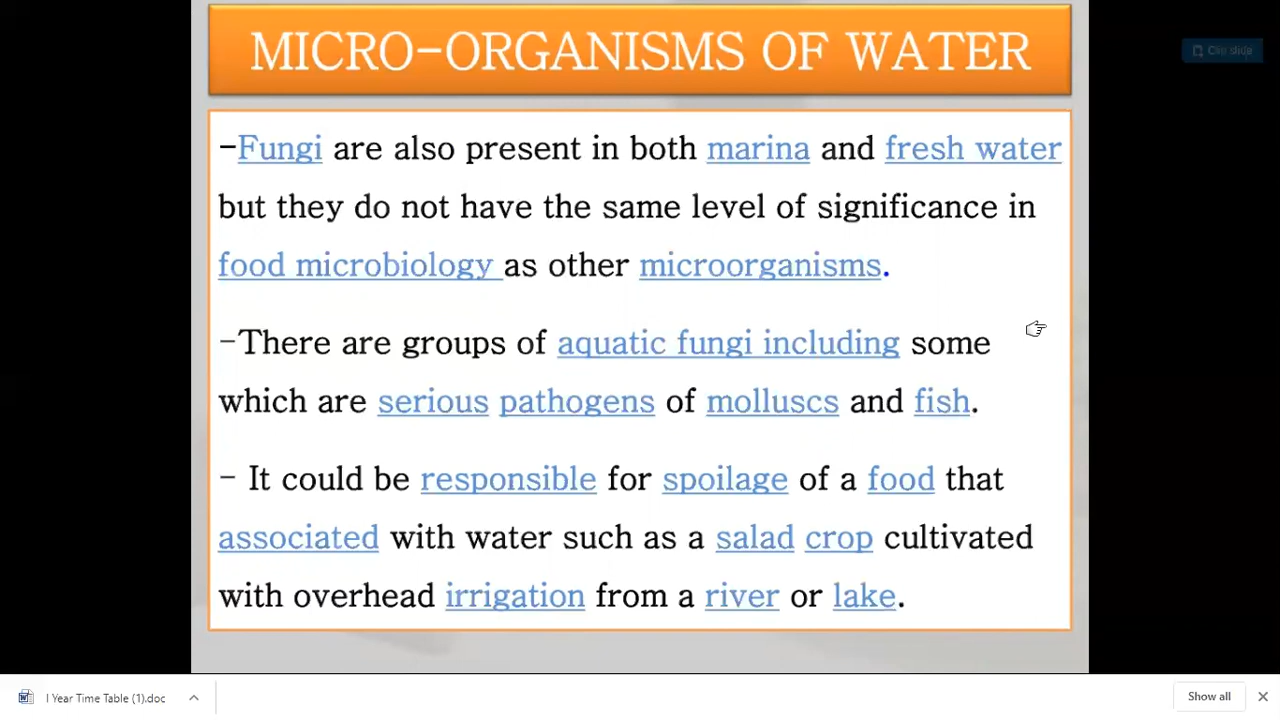 MICRO-ORGANISMS OF WATER
Clip slide
-Fungi are also present in both marina and fresh water
but they do not have the same level of significance in
food microbiology as other microorganisms.
-There are groups of aquatic fungi including some
which are serious pathogens of molluscs and fish.
- It could be responsible for spoilage of a food that
associated with water such as a salad crop cultivated
with overhead irrigation from a river or lake.
I Year Time Table (1).doc
Show all